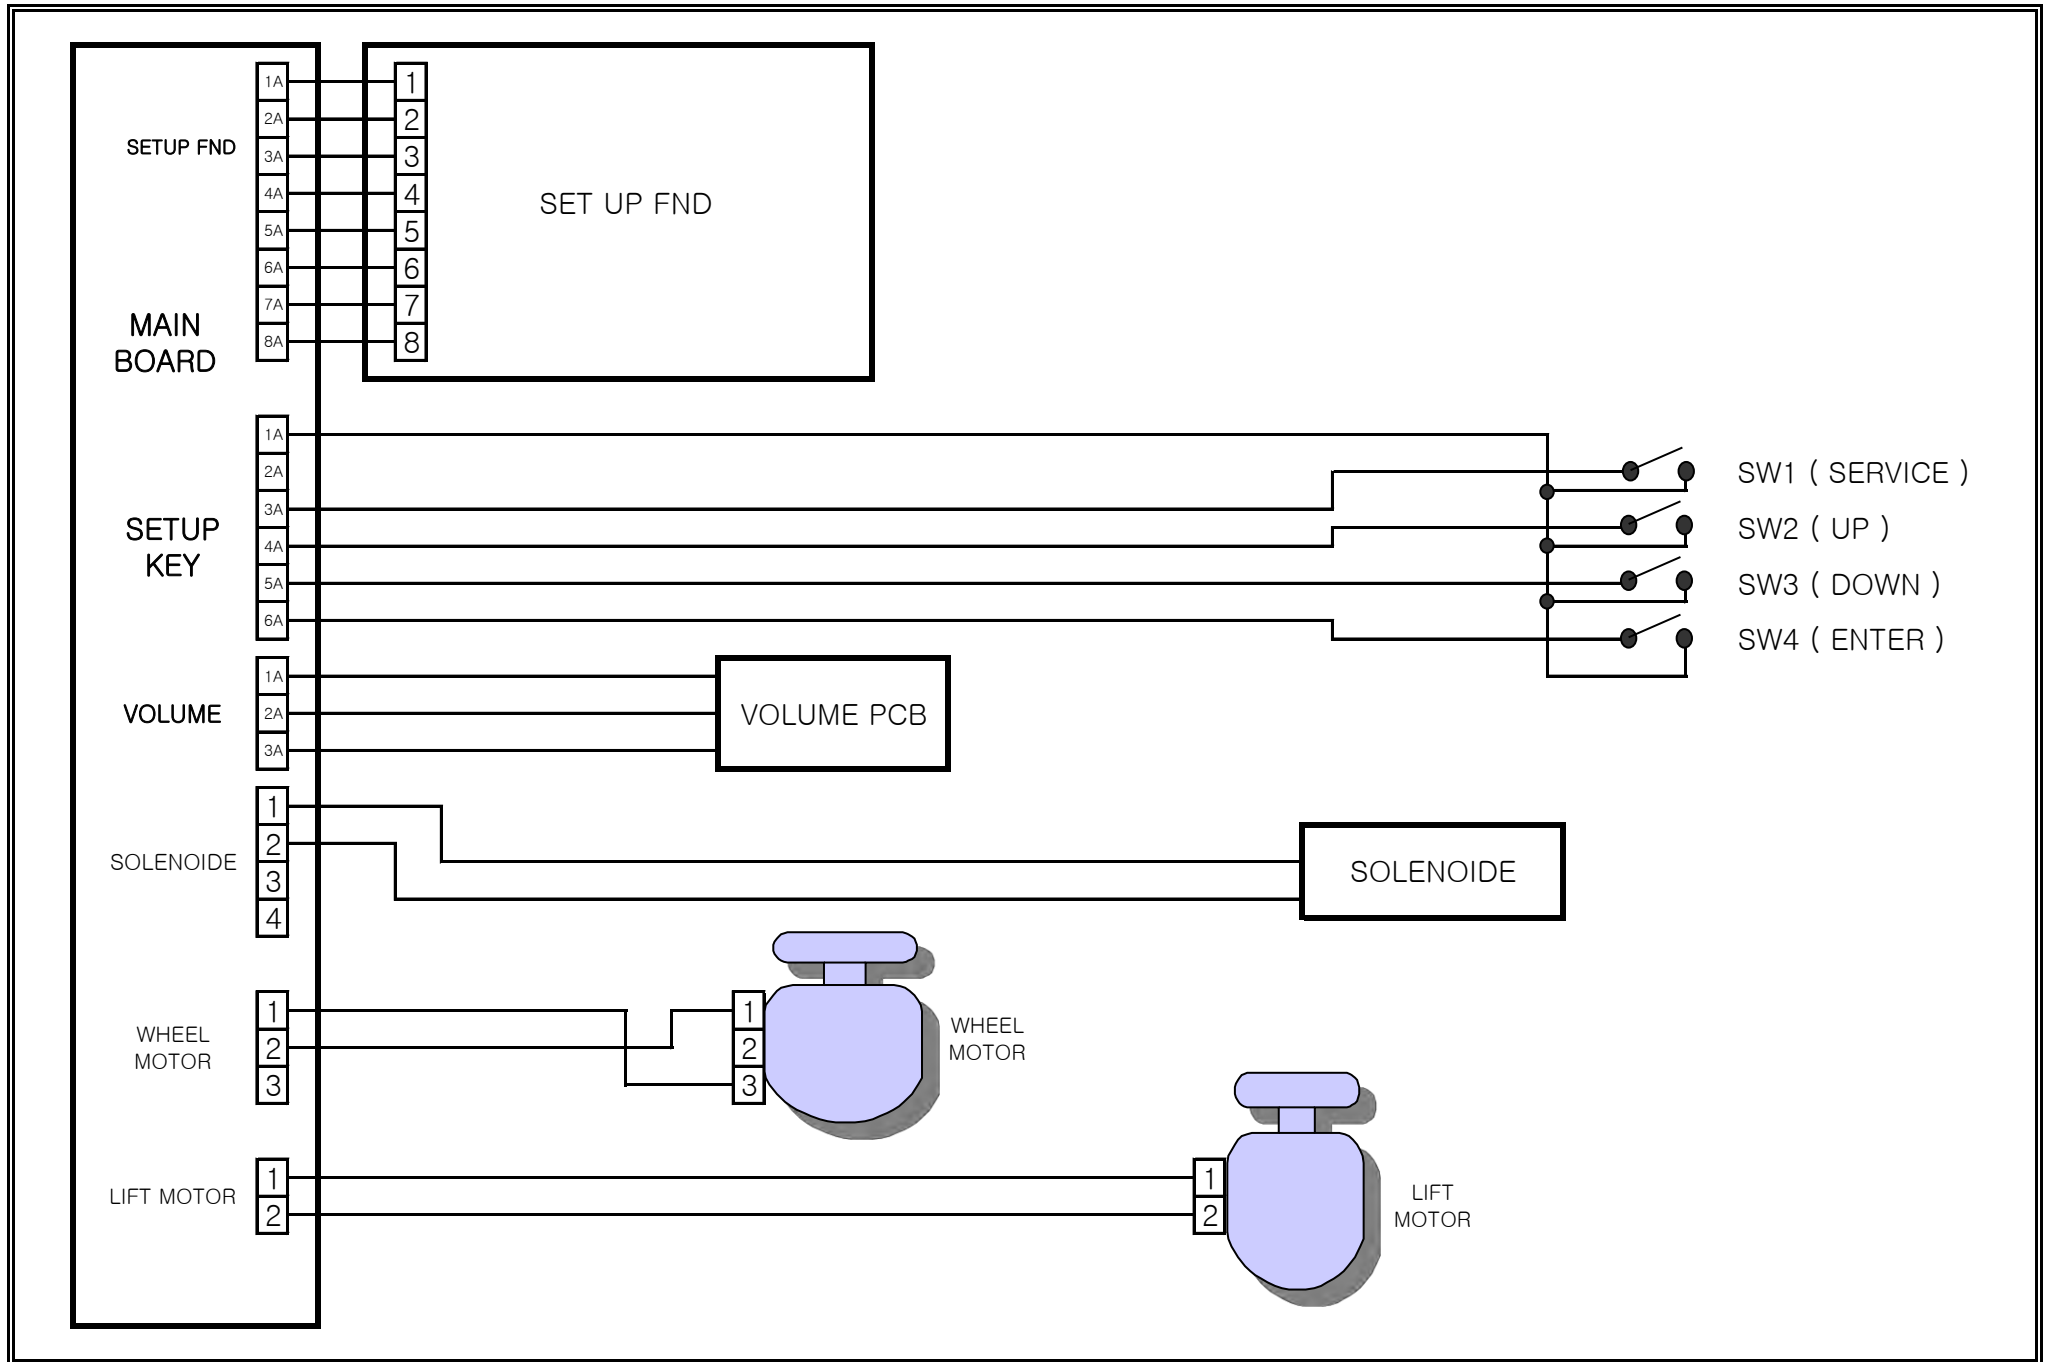 1A
2A
3A
4A
5A
6A
7A
8A
SETUP FND
1
2
3
4
5
6
7
8
SET UP FND
MAIN
BOARD
1A
2A
3A
4A
5A
6A
SETUP
KEY
SW1 ( SERVICE )
SW2 ( UP )
SW3 ( DOWN )
SW4 ( ENTER )
1A
2A
3A
VOLUME
VOLUME PCB
1
2
3
4
SOLENOIDE
SOLENOIDE
1
2
3
WHEEL
MOTOR
1
2
3
WHEEL
MOTOR
1
2
LIFT MOTOR
1
2
LIFT
MOTOR